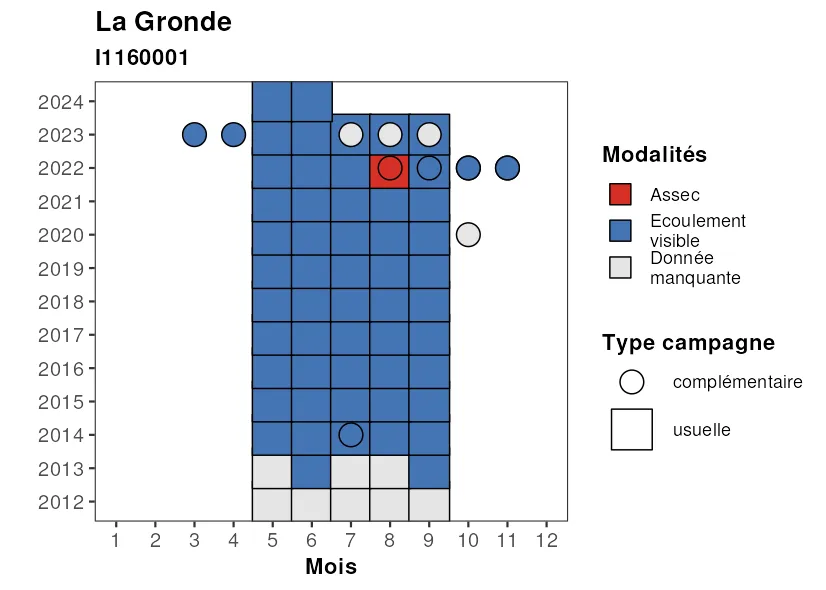 La Gronde
I1160001
2024
2023
2022
2021
2020
2019
2018
2017
2016
2015
2014
2013
2012
1 2 3 4 5 6 7 8 9 10 11 12
Mois
Modalités
Assec
Ecoulement
visible
Donnée
manquante
Type campagne
complémentaire
usuelle